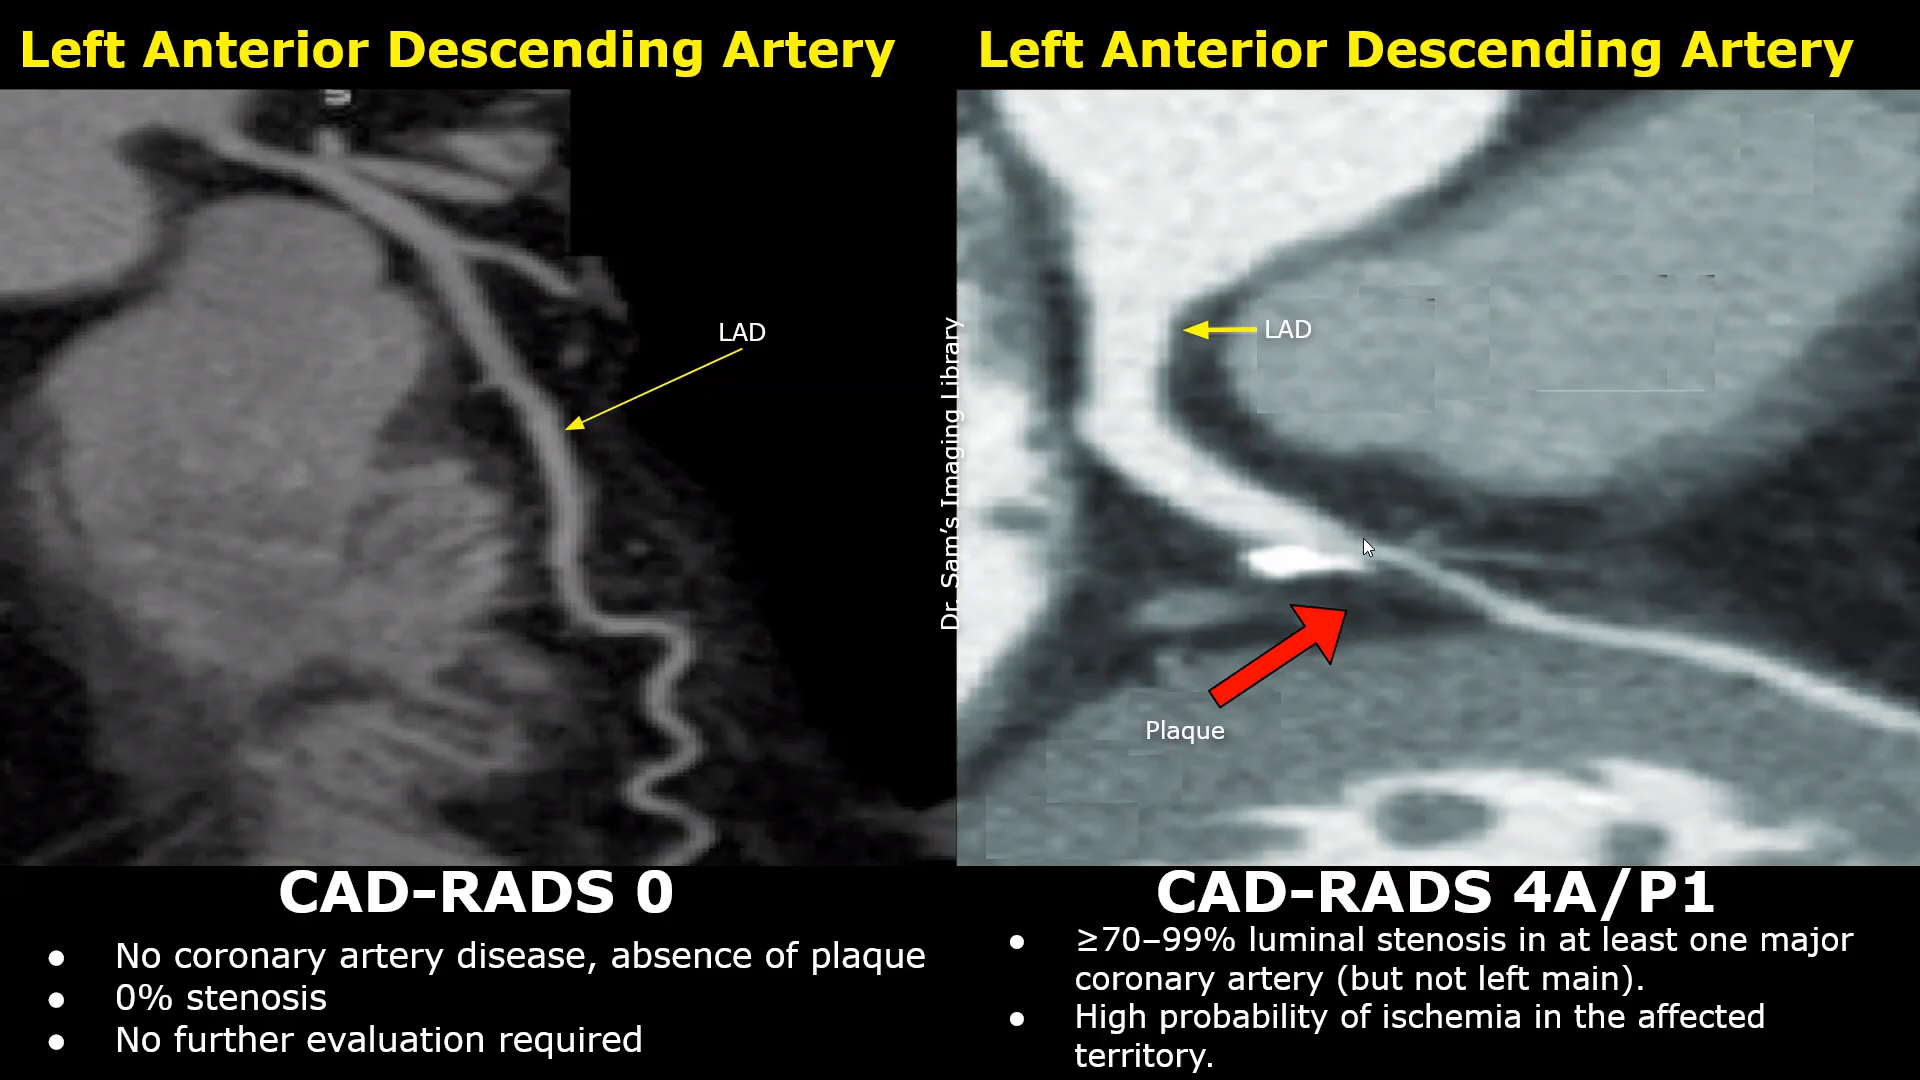 Left Anterior Descending Artery
LAD
CAD-RADS 0
● No coronary artery disease, absence of plaque
● 0% stenosis
● No further evaluation required
Dr. Sam’s Imaging Library
Left Anterior Descending Artery
LAD
Plaque
CAD-RADS 4A/P1
● ≥70–99% luminal stenosis in at least one major
coronary artery (but not left main).
● High probability of ischemia in the affected
territory.